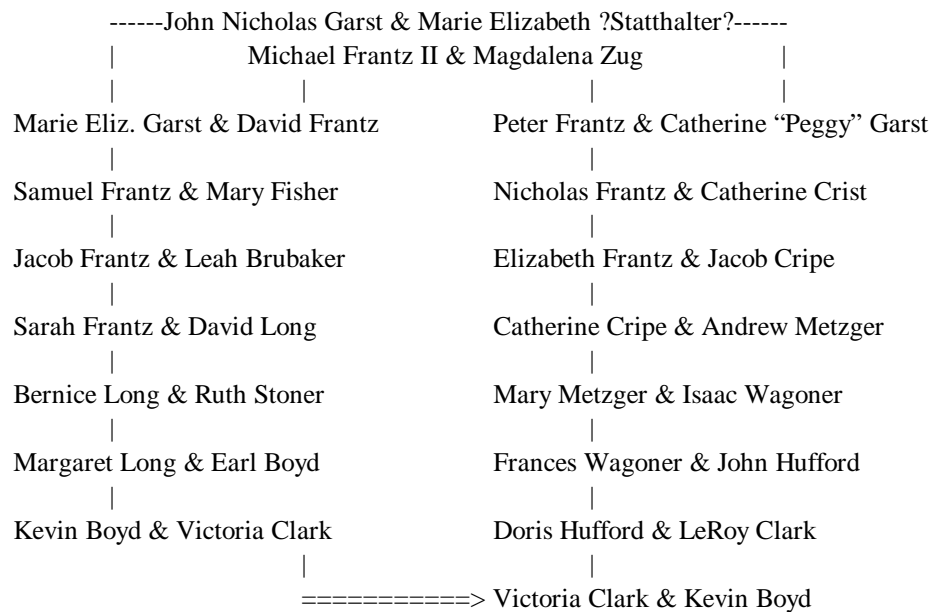 ------John Nicholas Garst & Marie Elizabeth ?Statthalter?------
| Michael Frantz II & Magdalena Zug |
| | | |
Marie Eliz. Garst & David Frantz Peter Frantz & Catherine “Peggy” Garst
| |
Samuel Frantz & Mary Fisher Nicholas Frantz & Catherine Crist
| |
Jacob Frantz & Leah Brubaker Elizabeth Frantz & Jacob Cripe
| |
Sarah Frantz & David Long Catherine Cripe & Andrew Metzger
| |
Bernice Long & Ruth Stoner Mary Metzger & Isaac Wagoner
| |
Margaret Long & Earl Boyd Frances Wagoner & John Hufford
| |
Kevin Boyd & Victoria Clark Doris Hufford & LeRoy Clark
| |
===========> Victoria Clark & Kevin Boyd